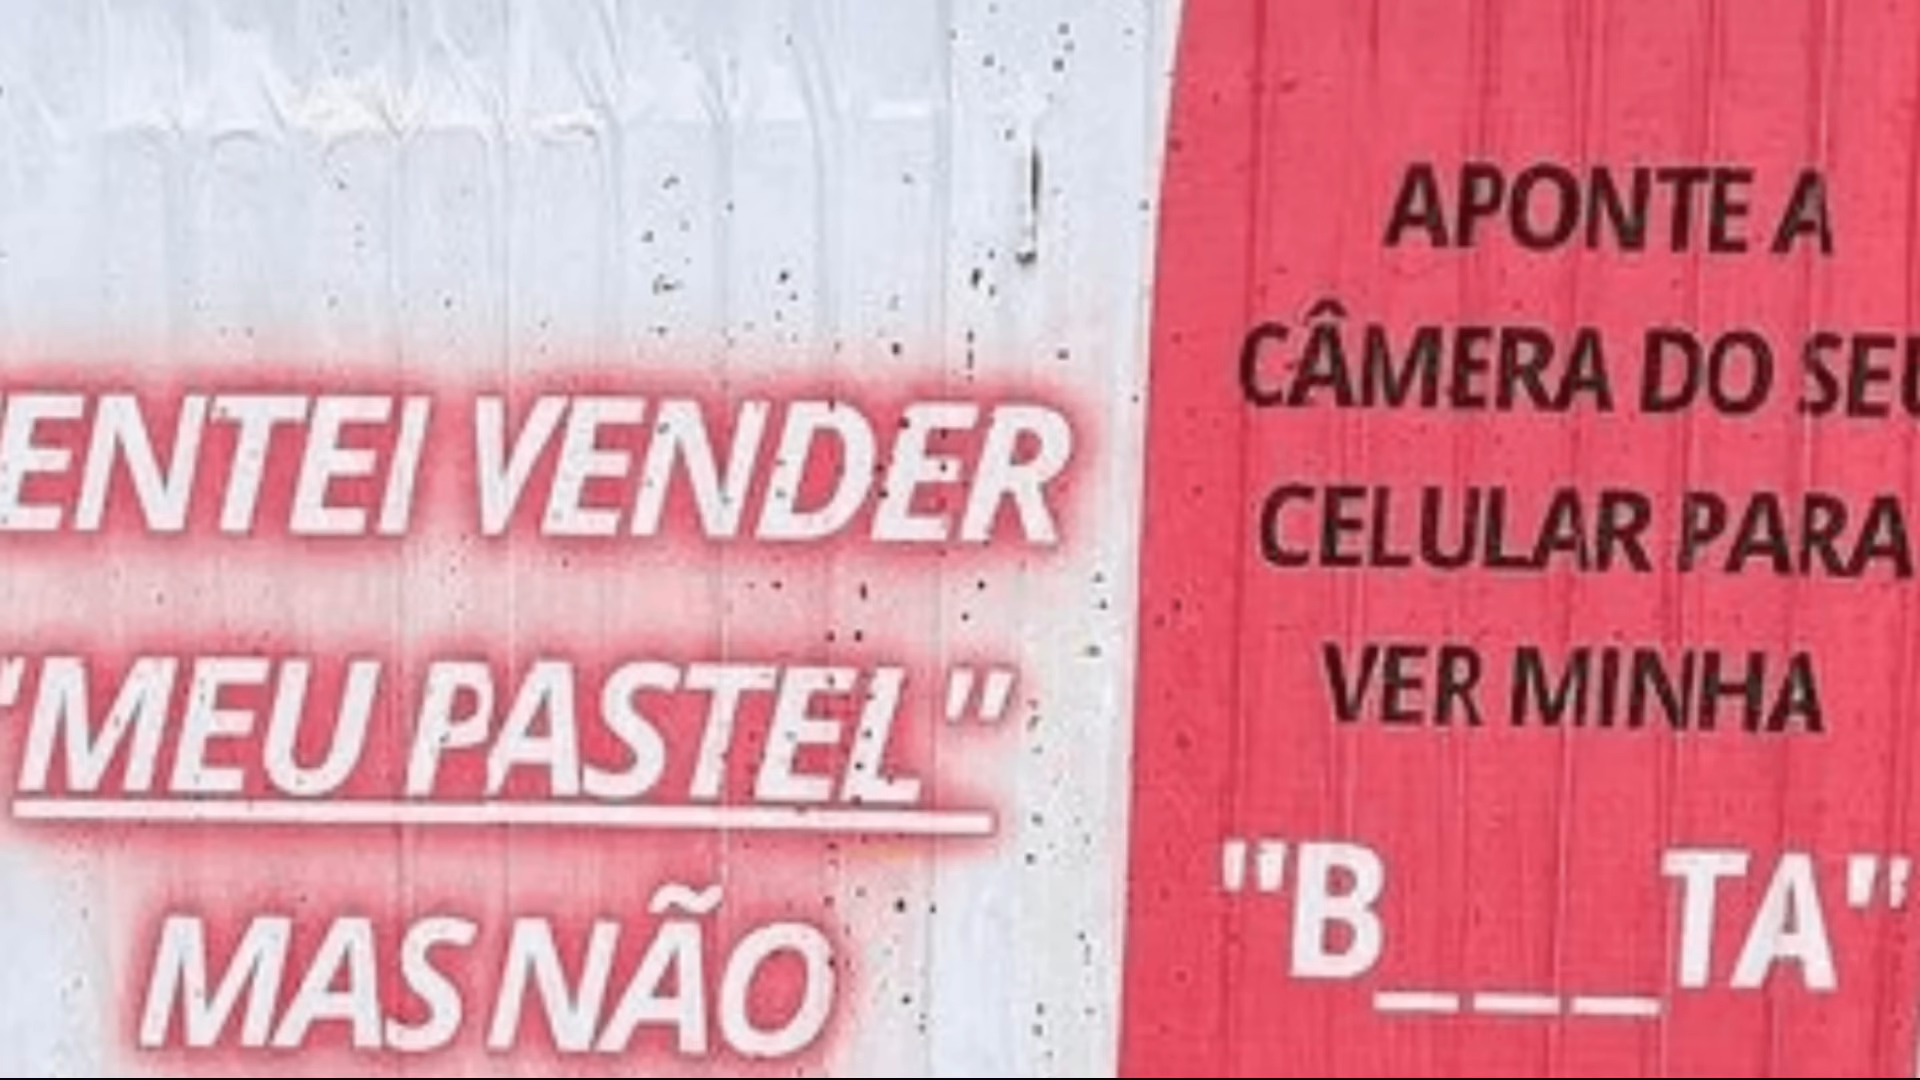 ENTEI VENDER
"MEU PASTEL"
MAS NÃO
APONTE A
CÂMERA DO SEU
CELULAR PARA
VER MINHA
"B___TA"